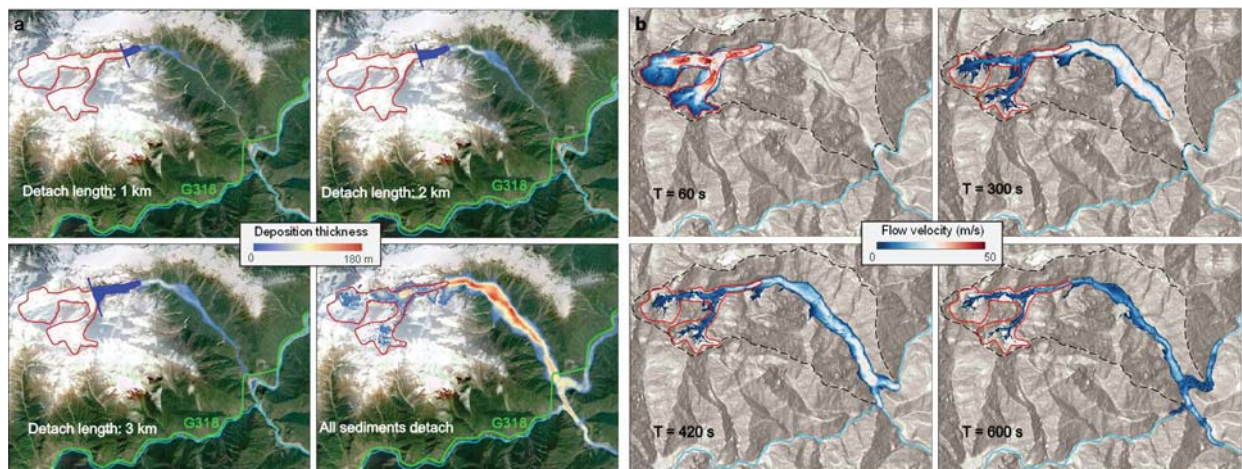 a
Detach length: 1 km
G318
Detach length: 2 km
G318
Deposition thickness
0 180 m
Detach length: 3 km
All sediments detach
G318
b
T = 60 s
T = 300 s
Flow velocity (m/s)
0 50
T = 420 s
T = 600 s